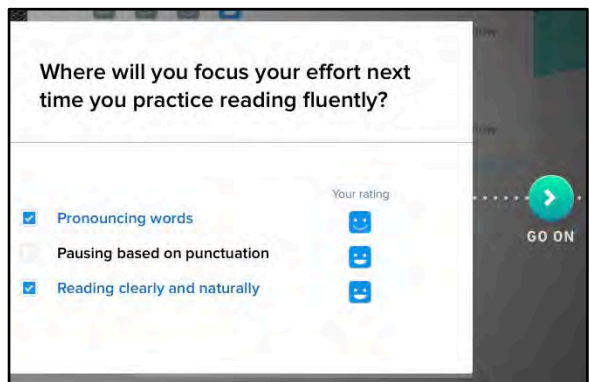 Where will you focus your effort next
time you practice reading fluently?
Your rating
Pronouncing words
Pausing based on punctuation
Reading clearly and naturally
GO ON